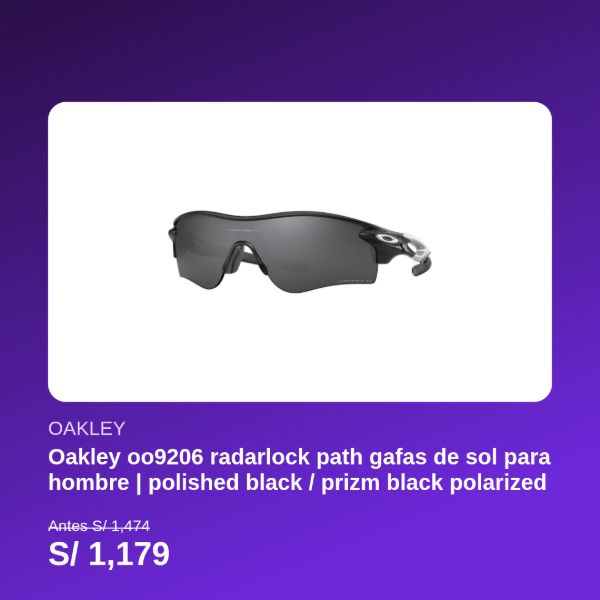 OAKLEY
Oakley oo9206 radarlock path gafas de sol para
hombre | polished black / prizm black polarized
Antes S/ 1,474
S/ 1,179